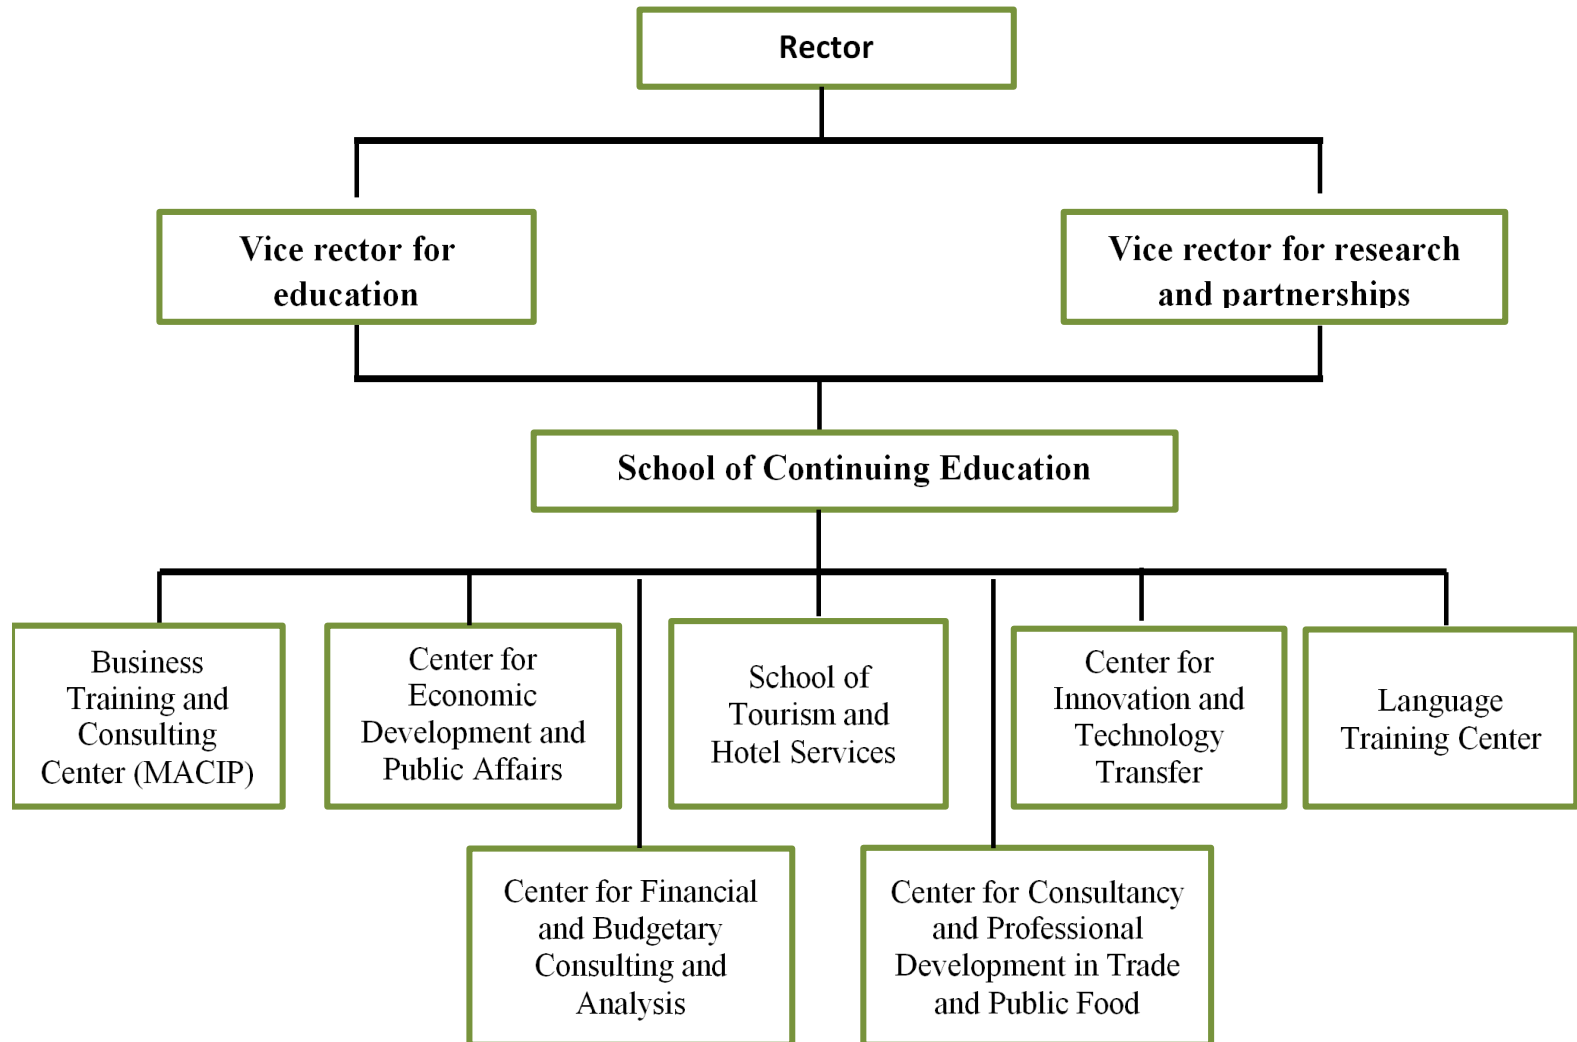 Rector
Vice rector for
education
Vice rector for research
and partnerships
School of Continuing Education
Business
Training and
Consulting
Center (MACIP)
Center for
Economic
Development and
Public Affairs
School of
Tourism and
Hotel Services
Center for
Innovation and
Technology
Transfer
Language
Training Center
Center for Financial
and Budgetary
Consulting and
Analysis
Center for Consultancy
and Professional
Development in Trade
and Public Food